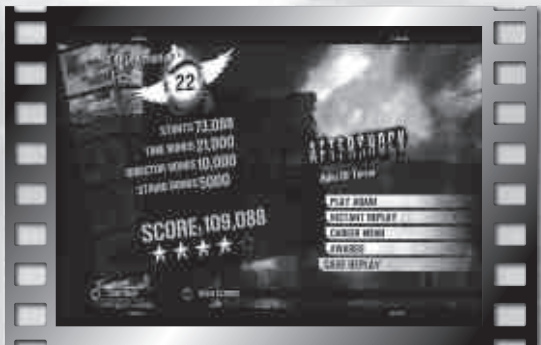 22
STUNTS: 73,088
TIME BONUS: 21,000
DIRECTOR BONUS: 10,000
STARS BONUS: 5000
SCORE: 109,088
AFTERSHOCK
PLAY AGAIN
INSTANT REPLAY
CAREER MENU
AWARDS
SAVE REPLAY